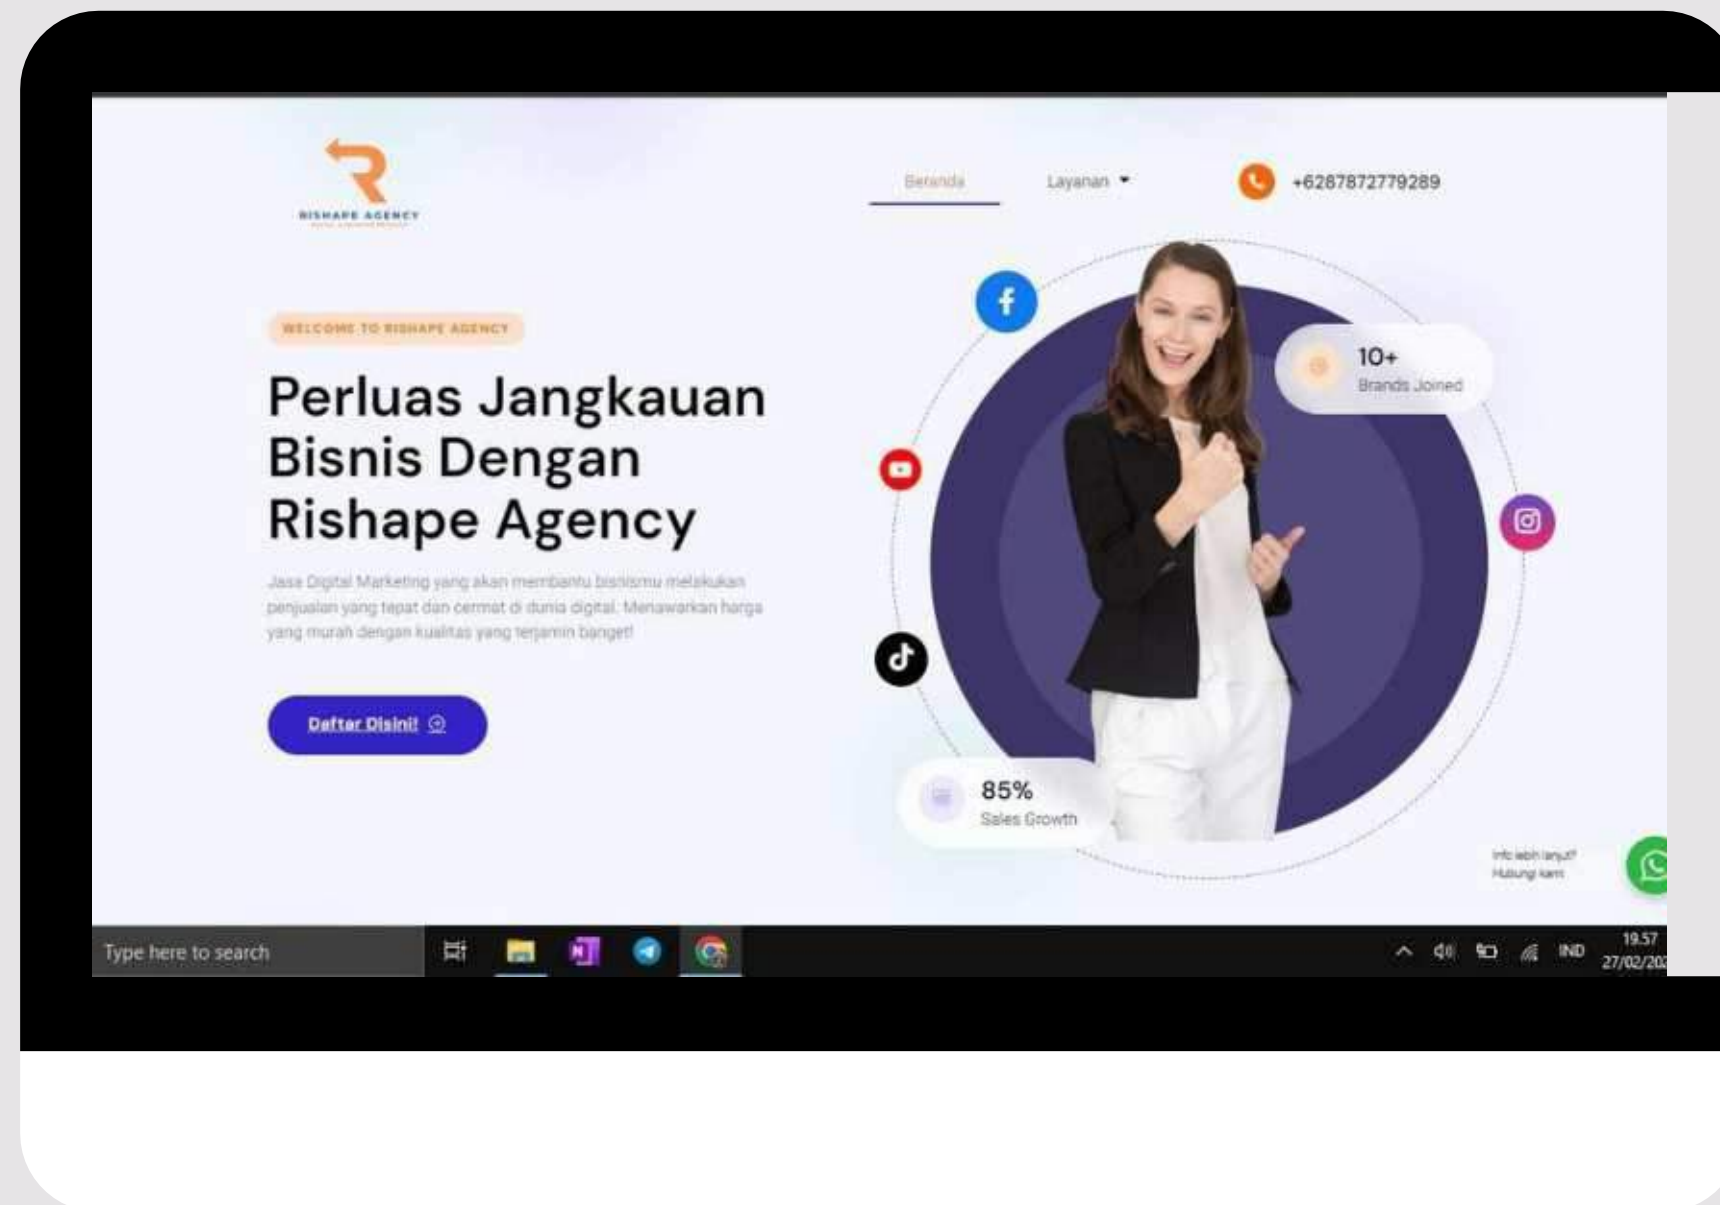 RISHAPE AGENCY
Beranda
Layanan
+6287872779289
WELCOME TO RISHAPE AGENCY
Perluas Jangkauan
Bisnis Dengan
Rishape Agency
Jasa Digital Marketing yang akan membantu bisnismu melakukan
penjualan yang tepat dan cermat di dunia digital. Menawarkan harga
yang murah dengan kualitas yang terjamin banget!
Daftar Disini!
10+
Brands Joined
85%
Sales Growth
Info lebih lanjut?
Hubungi kami
Type here to search
IND
19.57
27/02/202